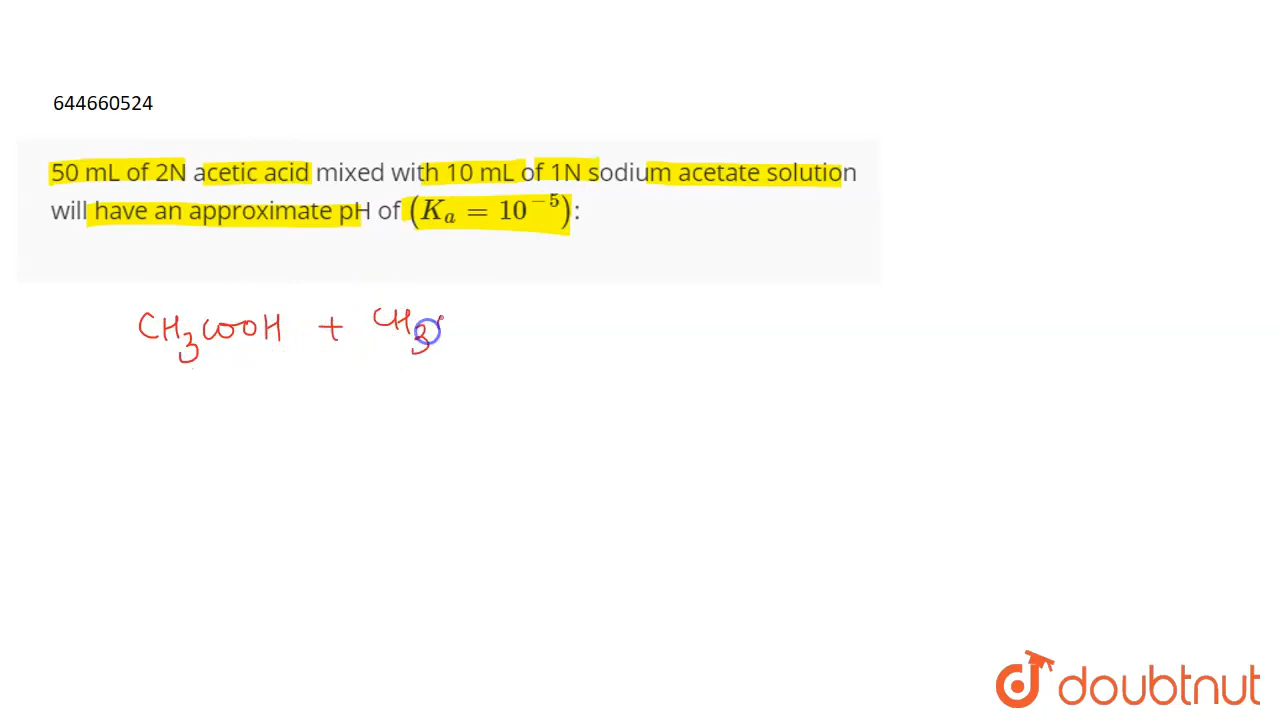 644660524
50 mL of 2N acetic acid mixed with 10 mL of 1N sodium acetate solution
will have an approximate pH of (Kₐ = 10⁻⁵):
CH₃COOH + CH₃
doubtnut